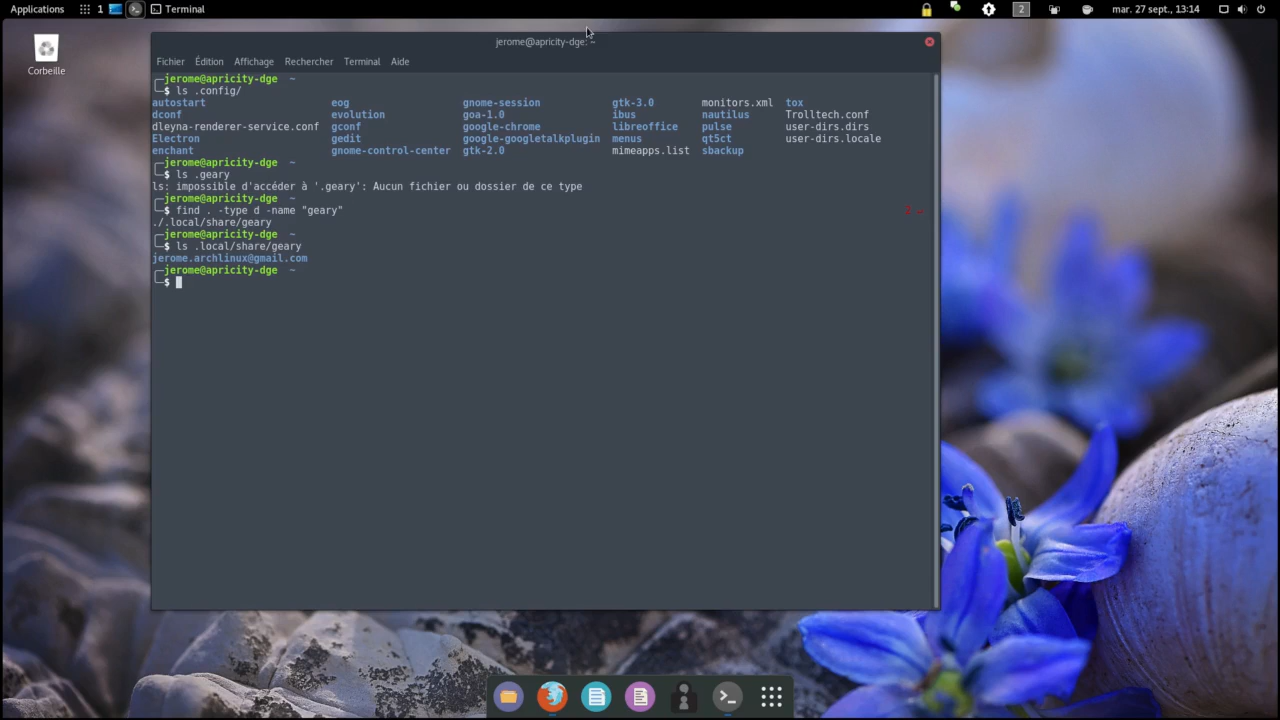 Applications 1 Terminal 2 mar. 27 sept., 13:14
Corbeille
jerome@apricity-dge: ~
Fichier Édition Affichage Rechercher Terminal Aide
jerome@apricity-dge ~
$ ls .config/
autostart eog gnome-session gtk-3.0 monitors.xml tox
dconf evolution goa-1.0 ibus nautilus Trolltech.conf
dleyna-renderer-service.conf gconf google-chrome libreoffice pulse user-dirs.dirs
Electron gedit google-googletalkplugin menus qt5ct user-dirs.locale
enchant gnome-control-center gtk-2.0 mimeapps.list sbackup
jerome@apricity-dge ~
$ ls .geary
ls: impossible d'accéder à '.geary': Aucun fichier ou dossier de ce type
jerome@apricity-dge ~
$ find . -type d -name "geary" 2 ↵
./.local/share/geary
jerome@apricity-dge ~
$ ls .local/share/geary
jerome.archlinux@gmail.com
jerome@apricity-dge ~
$